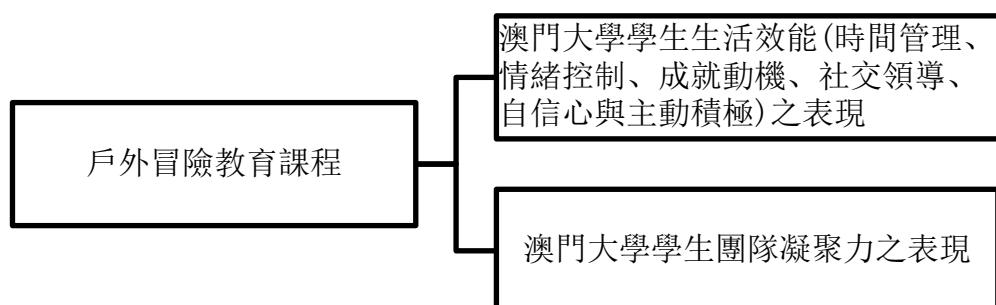 澳門大學學生生活效能(時間管理、
情緒控制、成就動機、社交領導、
自信心與主動積極)之表現
戶外冒險教育課程
澳門大學學生團隊凝聚力之表現